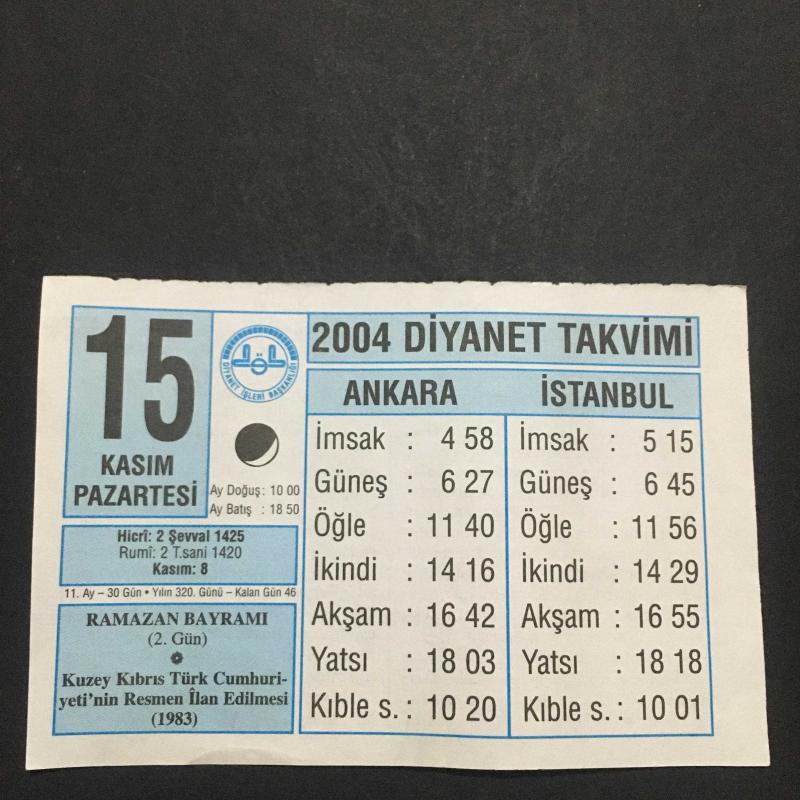 15
KASIM
PAZARTESİ
DİYANET İŞLERİ BAŞKANLIĞI
Ay Doğuş: 10 00
Ay Batış : 18 50
Hicrî: 2 Şevval 1425
Rumî: 2 T.sani 1420
Kasım: 8
11. Ay – 30 Gün • Yılın 320. Günü – Kalan Gün 46
RAMAZAN BAYRAMI
(2. Gün)
Kuzey Kıbrıs Türk Cumhuri-
yeti'nin Resmen İlan Edilmesi
(1983)
2004 DİYANET TAKVİMİ
ANKARA
İmsak : 4 58
Güneş : 6 27
Öğle : 11 40
İkindi : 14 16
Akşam : 16 42
Yatsı : 18 03
Kıble s. : 10 20
İSTANBUL
İmsak : 5 15
Güneş : 6 45
Öğle : 11 56
İkindi : 14 29
Akşam : 16 55
Yatsı : 18 18
Kıble s. : 10 01